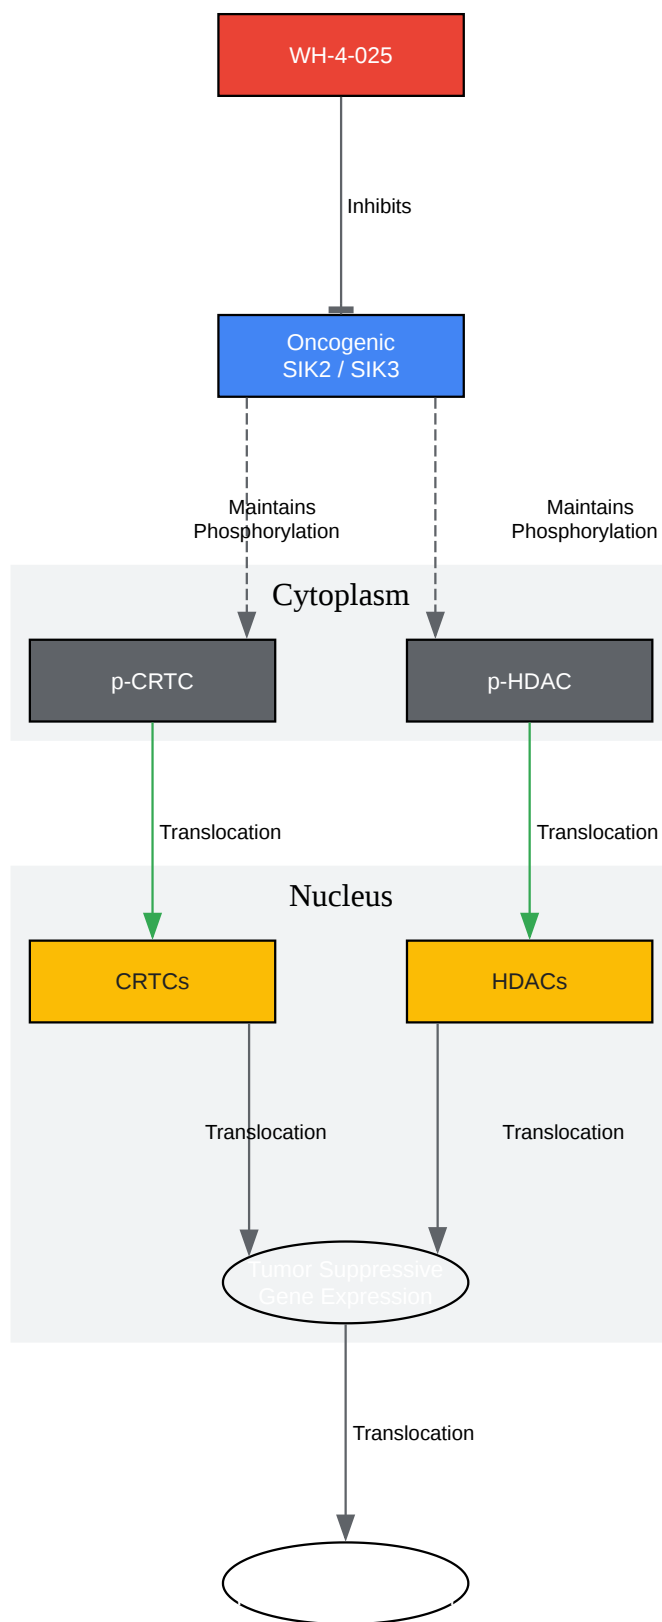 WH-4-025
Inhibits
Oncogenic
SIK2 / SIK3
Maintains
Phosphorylation
Maintains
Phosphorylation
Cytoplasm
p-CRTC
p-HDAC
Translocation
Translocation
Nucleus
CRTCs
HDACs
Translocation
Translocation
Tumor Suppressive
Gene Expression
Translocation